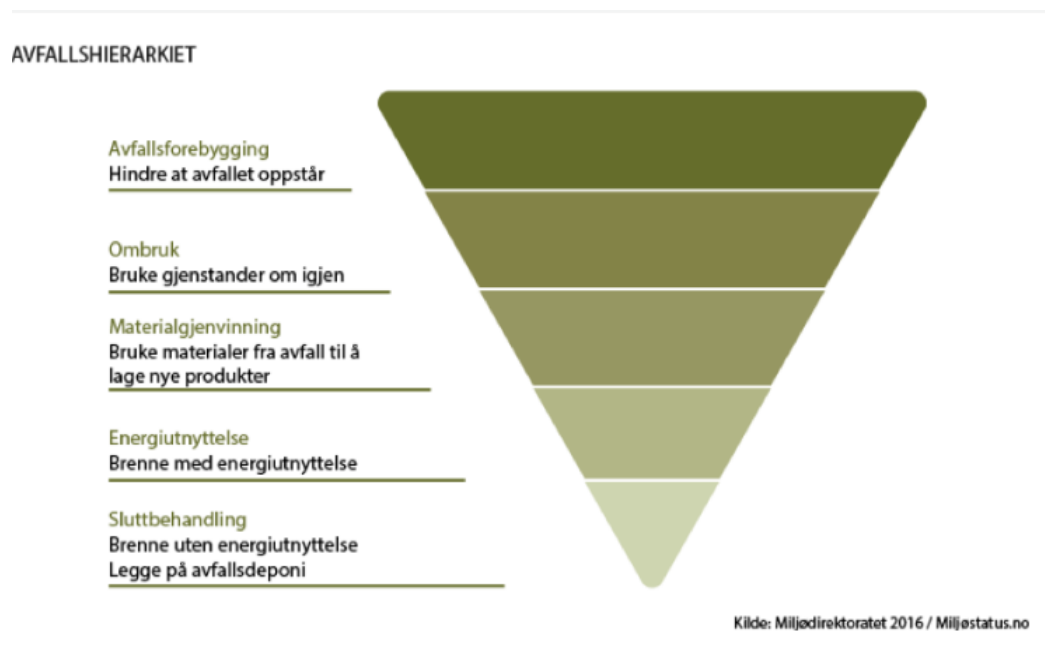 AVFALLSHIERARKIET
Avfallsforebygging
Hindre at avfallet oppstår
Ombruk
Bruke gjenstander om igjen
Materialgjenvinning
Bruke materialer fra avfall til å
lage nye produkter
Energiutnyttelse
Brenne med energiutnyttelse
Sluttbehandling
Brenne uten energiutnyttelse
Legge på avfallsdeponi
Kilde: Miljødirektoratet 2016 / Miljøstatus.no